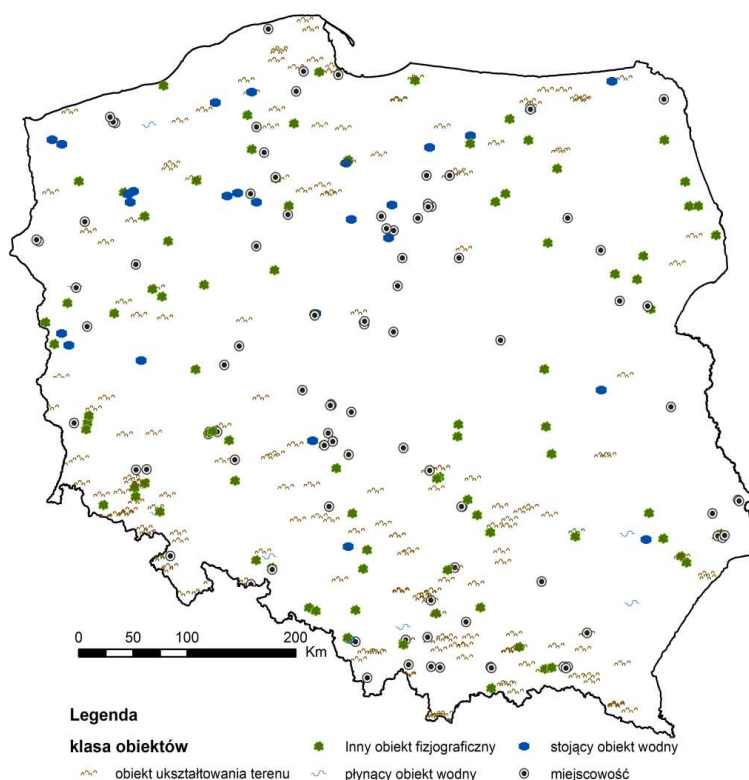 0 50 100 200
Km
Legenda
klasa obiektów
Inny obiekt fizjograficzny
stojący obiekt wodny
obiekt ukształtowania terenu
płynący obiekt wodny
miejscowość